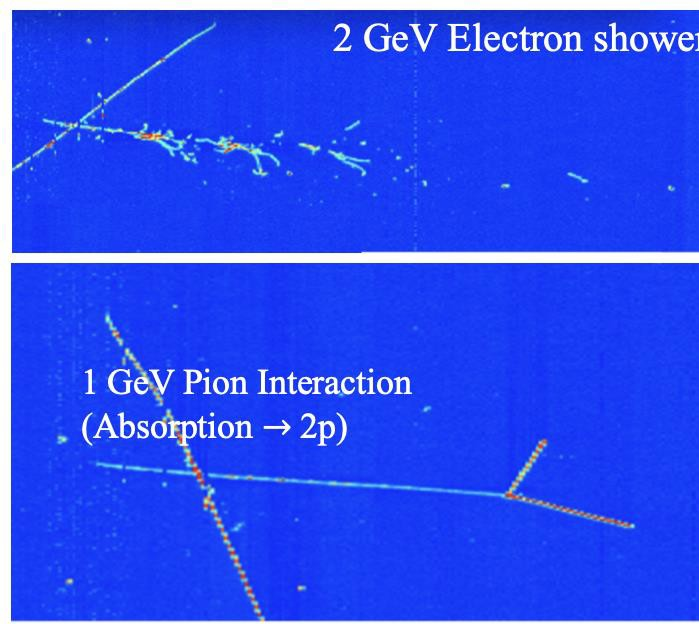 2 GeV Electron shower
1 GeV Pion Interaction
(Absorption → 2p)